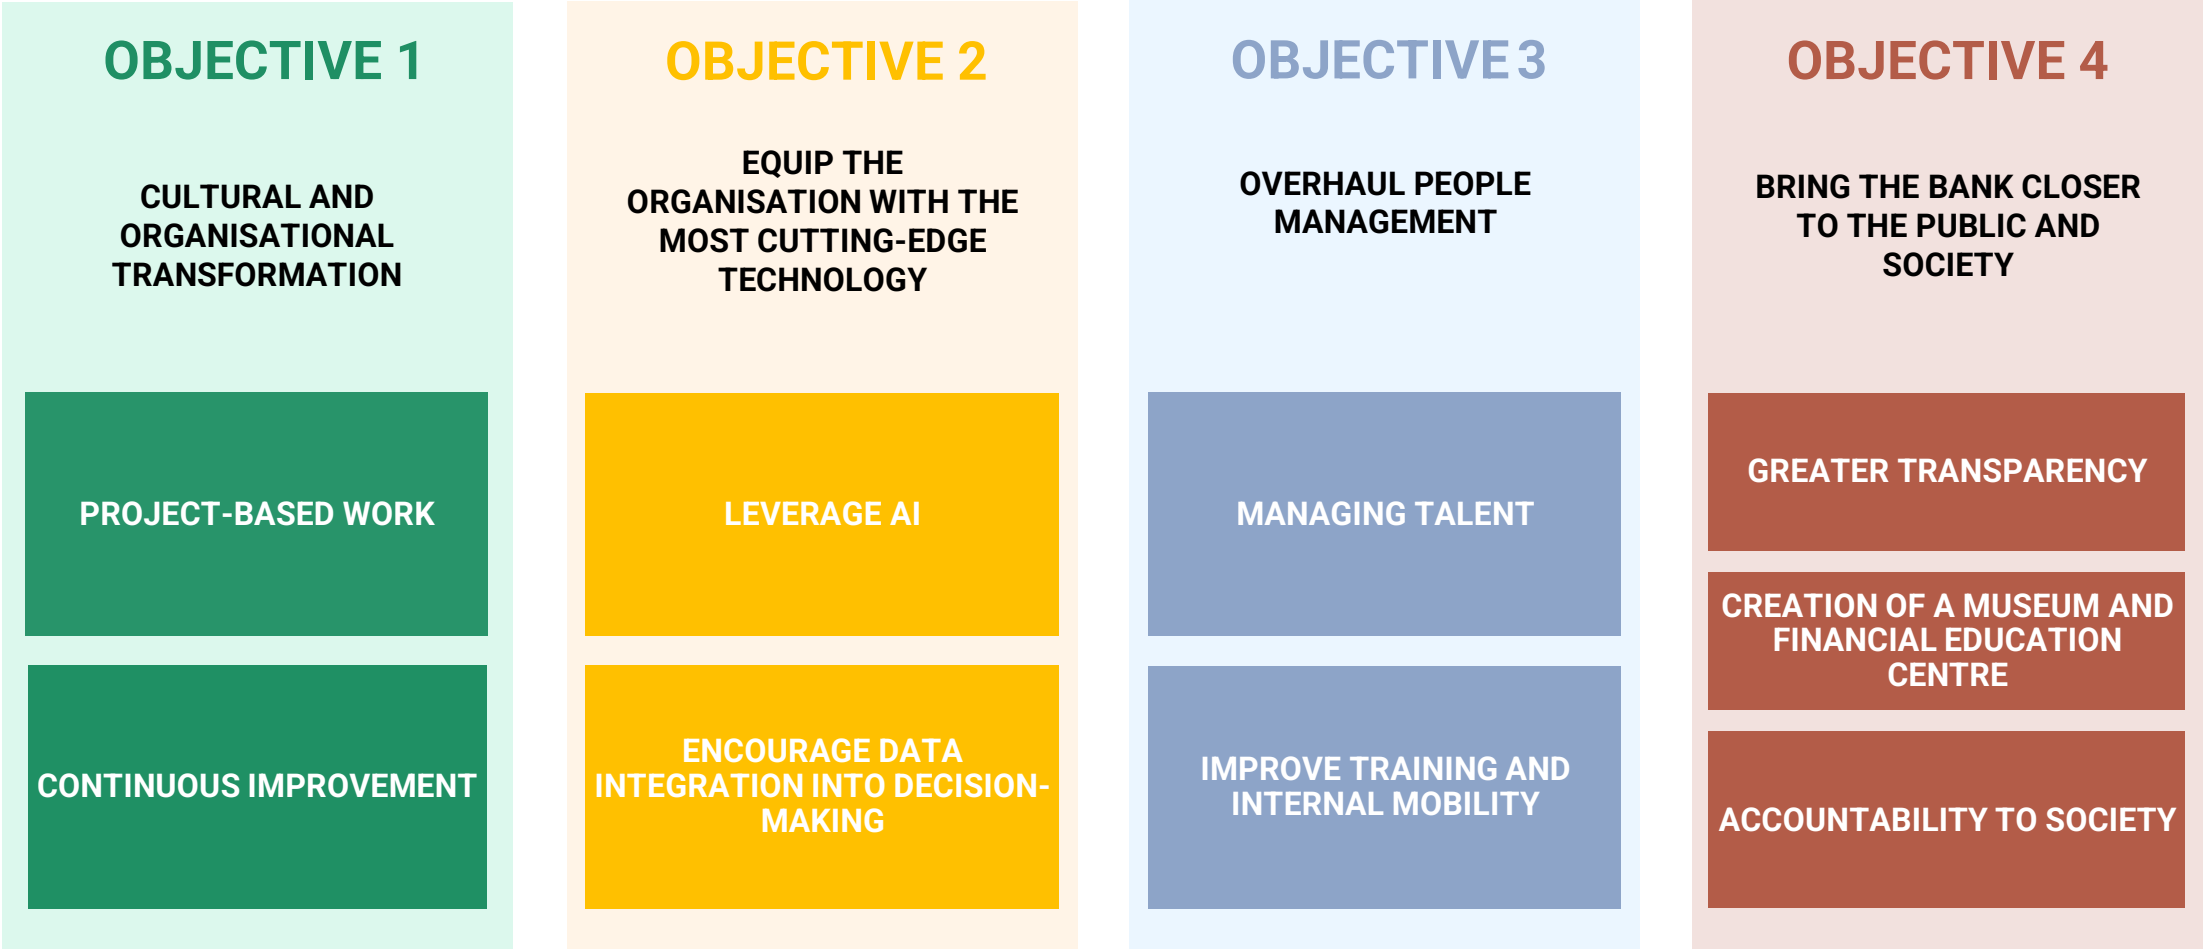 OBJECTIVE 1
CULTURAL AND
ORGANISATIONAL
TRANSFORMATION
PROJECT-BASED WORK
CONTINUOUS IMPROVEMENT
OBJECTIVE 2
EQUIP THE
ORGANISATION WITH THE
MOST CUTTING-EDGE
TECHNOLOGY
LEVERAGE AI
ENCOURAGE DATA
INTEGRATION INTO DECISION-
MAKING
OBJECTIVE 3
OVERHAUL PEOPLE
MANAGEMENT
MANAGING TALENT
IMPROVE TRAINING AND
INTERNAL MOBILITY
OBJECTIVE 4
BRING THE BANK CLOSER
TO THE PUBLIC AND
SOCIETY
GREATER TRANSPARENCY
CREATION OF A MUSEUM AND
FINANCIAL EDUCATION
CENTRE
ACCOUNTABILITY TO SOCIETY